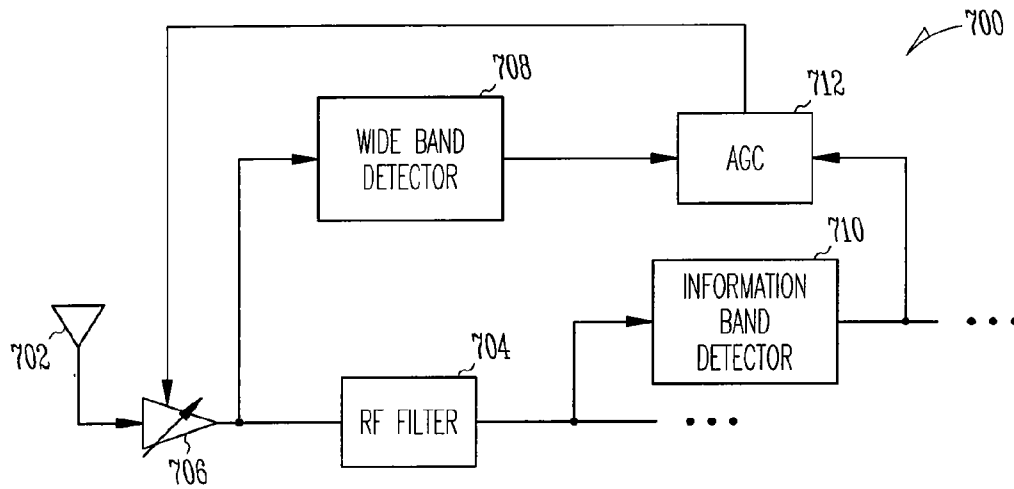 700
708
WIDE BAND
DETECTOR
712
AGC
710
INFORMATION
BAND
DETECTOR
702
704
RF FILTER
706